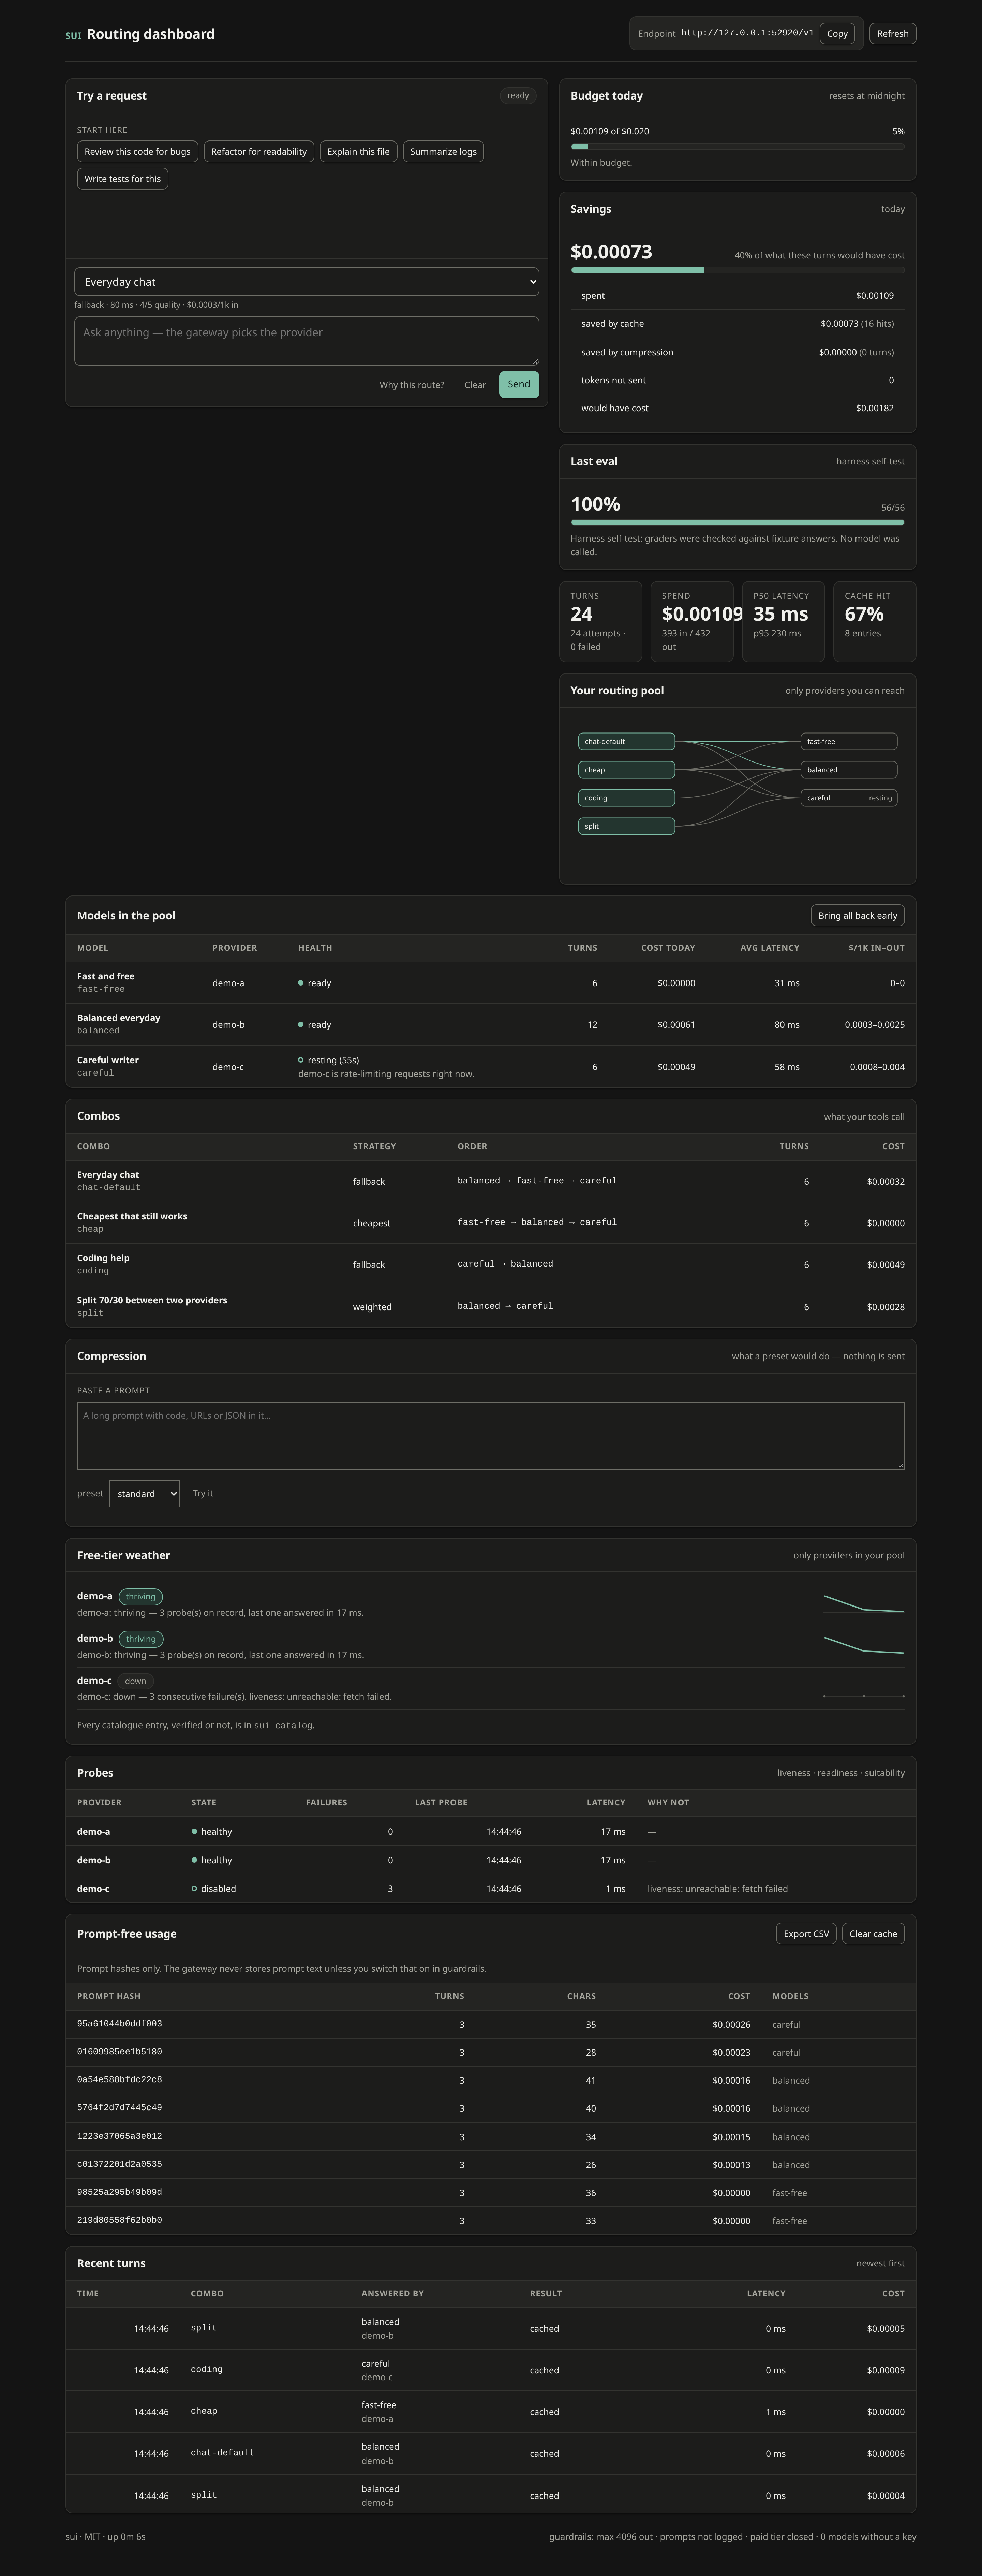 SUI Routing dashboard
Endpoint http://127.0.0.1:52920/v1 Copy Refresh
Try a request ready
START HERE
Review this code for bugs Refactor for readability Explain this file Summarize logs
Write tests for this
Everyday chat
fallback · 80 ms · 4/5 quality · $0.0003/1k in
Ask anything — the gateway picks the provider
Why this route? Clear Send
Budget today resets at midnight
$0.00109 of $0.020 5%
Within budget.
Savings today
$0.00073 40% of what these turns would have cost
spent $0.00109
saved by cache $0.00073 (16 hits)
saved by compression $0.00000 (0 turns)
tokens not sent 0
would have cost $0.00182
Last eval harness self-test
100% 56/56
Harness self-test: graders were checked against fixture answers. No model was
called.
TURNS
24
24 attempts ·
0 failed
SPEND
$0.00109
393 in / 432
out
P50 LATENCY
35 ms
p95 230 ms
CACHE HIT
67%
8 entries
Your routing pool only providers you can reach
chat-default fast-free
cheap balanced
coding careful resting
split
Models in the pool Bring all back early
MODEL PROVIDER HEALTH TURNS COST TODAY AVG LATENCY $/1K IN–OUT
Fast and free
fast-free demo-a ready 6 $0.00000 31 ms 0–0
Balanced everyday
balanced demo-b ready 12 $0.00061 80 ms 0.0003–0.0025
Careful writer
careful demo-c resting (55s) 6 $0.00049 58 ms 0.0008–0.004
demo-c is rate-limiting requests right now.
Combos what your tools call
COMBO STRATEGY ORDER TURNS COST
Everyday chat
chat-default fallback balanced → fast-free → careful 6 $0.00032
Cheapest that still works
cheap cheapest fast-free → balanced → careful 6 $0.00000
Coding help
coding fallback careful → balanced 6 $0.00049
Split 70/30 between two providers
split weighted balanced → careful 6 $0.00028
Compression what a preset would do — nothing is sent
PASTE A PROMPT
A long prompt with code, URLs or JSON in it…
preset standard Try it
Free-tier weather only providers in your pool
demo-a thriving
demo-a: thriving — 3 probe(s) on record, last one answered in 17 ms.
demo-b thriving
demo-b: thriving — 3 probe(s) on record, last one answered in 17 ms.
demo-c down
demo-c: down — 3 consecutive failure(s). liveness: unreachable: fetch failed.
Every catalogue entry, verified or not, is in sui catalog.
Probes liveness · readiness · suitability
PROVIDER STATE FAILURES LAST PROBE LATENCY WHY NOT
demo-a healthy 0 14:44:46 17 ms —
demo-b healthy 0 14:44:46 17 ms —
demo-c disabled 3 14:44:46 1 ms liveness: unreachable: fetch failed
Prompt-free usage Export CSV Clear cache
Prompt hashes only. The gateway never stores prompt text unless you switch that on in guardrails.
PROMPT HASH TURNS CHARS COST MODELS
95a61044b0ddf003 3 35 $0.00026 careful
01609985ee1b5180 3 28 $0.00023 careful
0a54e588bfdc22c8 3 41 $0.00016 balanced
5764f2d7d7445c49 3 40 $0.00016 balanced
1223e37065a3e012 3 34 $0.00015 balanced
c01372201d2a0535 3 26 $0.00013 balanced
98525a295b49b09d 3 36 $0.00000 fast-free
219d80558f62b0b0 3 33 $0.00000 fast-free
Recent turns newest first
TIME COMBO ANSWERED BY RESULT LATENCY COST
14:44:46 split balanced cached 0 ms $0.00005
demo-b
14:44:46 coding careful cached 0 ms $0.00009
demo-c
14:44:46 cheap fast-free cached 1 ms $0.00000
demo-a
14:44:46 chat-default balanced cached 0 ms $0.00006
demo-b
14:44:46 split balanced cached 0 ms $0.00004
demo-b
sui · MIT · up 0m 6s guardrails: max 4096 out · prompts not logged · paid tier closed · 0 models without a key